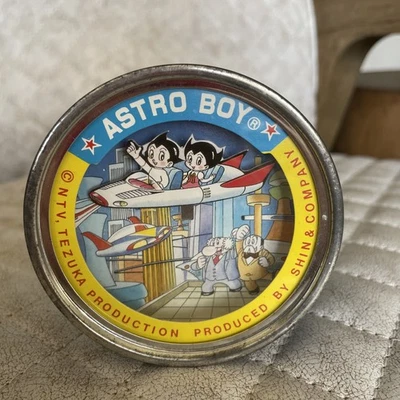 ASTRO BOY®
© NTV, TEZUKA PRODUCTION PRODUCED BY SHIN & COMPANY